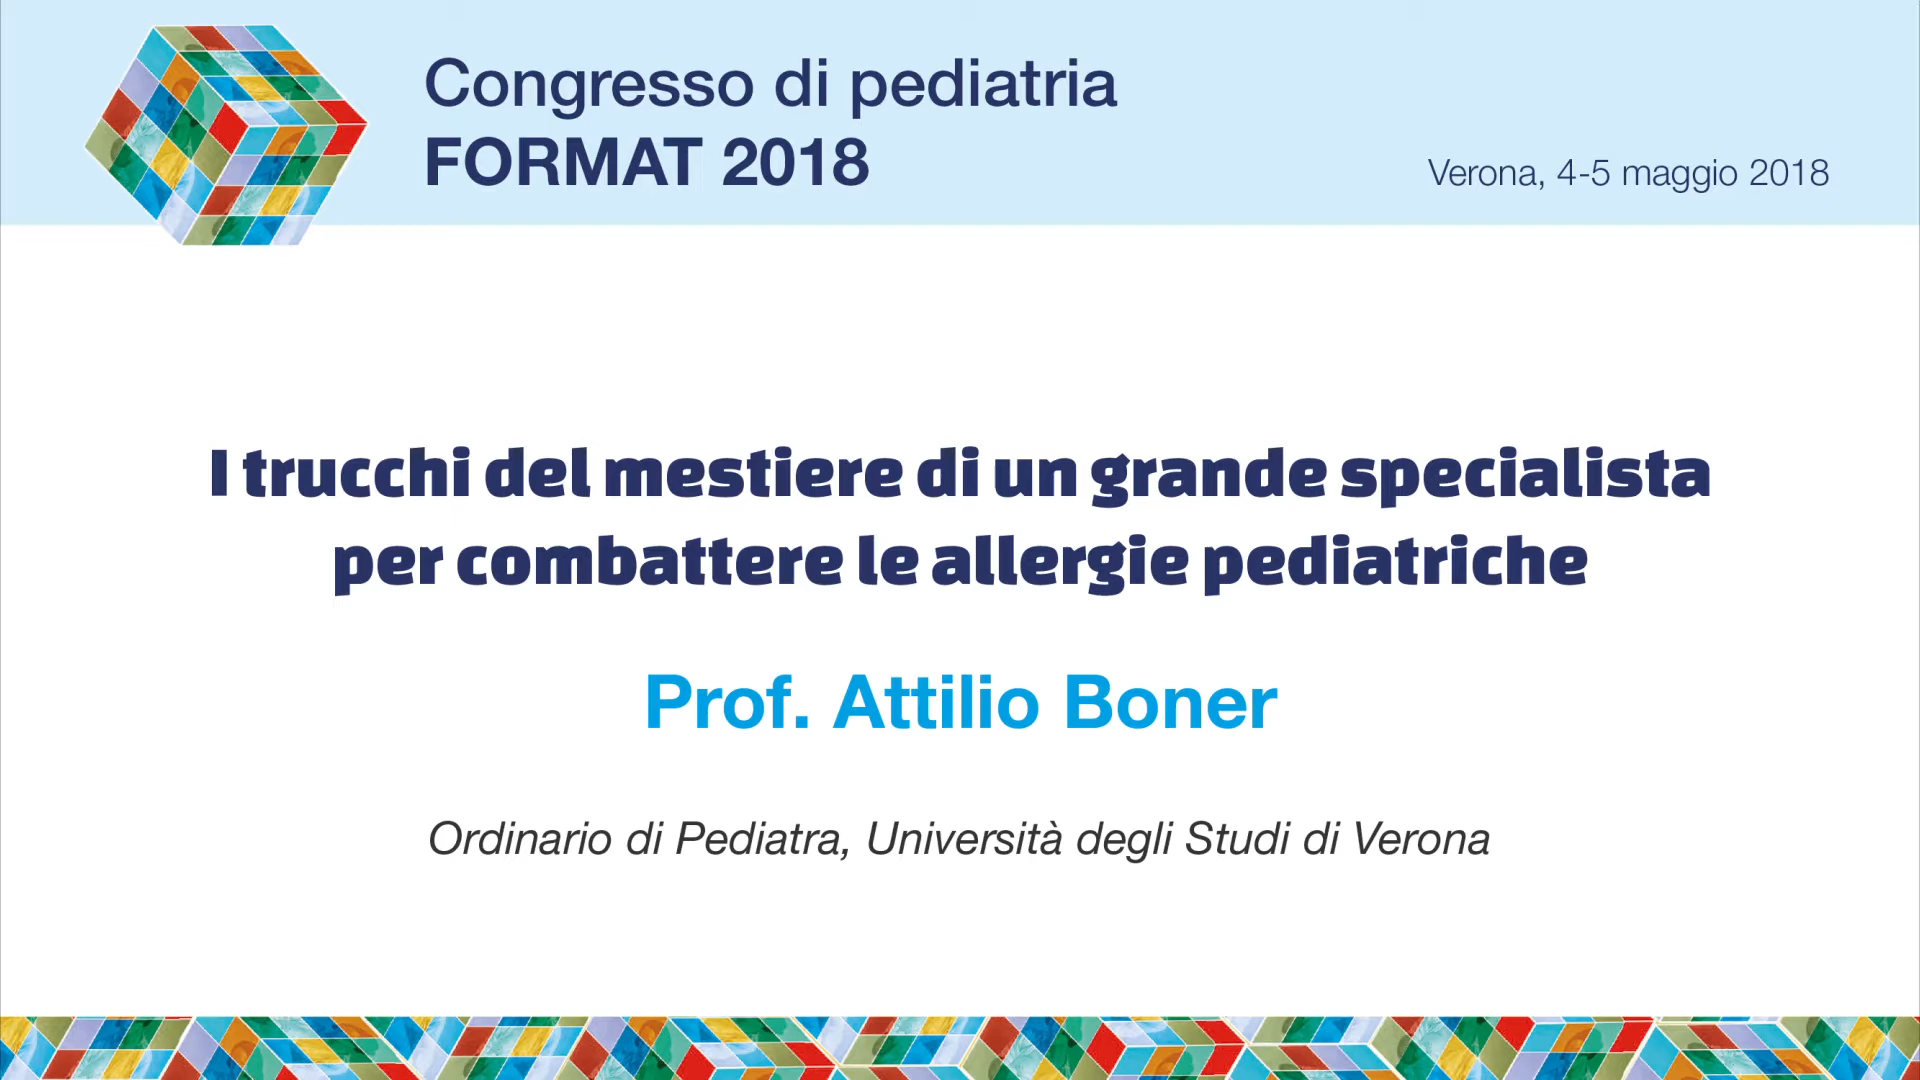 Congresso di pediatria
FORMAT 2018
Verona, 4-5 maggio 2018
I trucchi del mestiere di un grande specialista
per combattere le allergie pediatriche
Prof. Attilio Boner
Ordinario di Pediatra, Università degli Studi di Verona